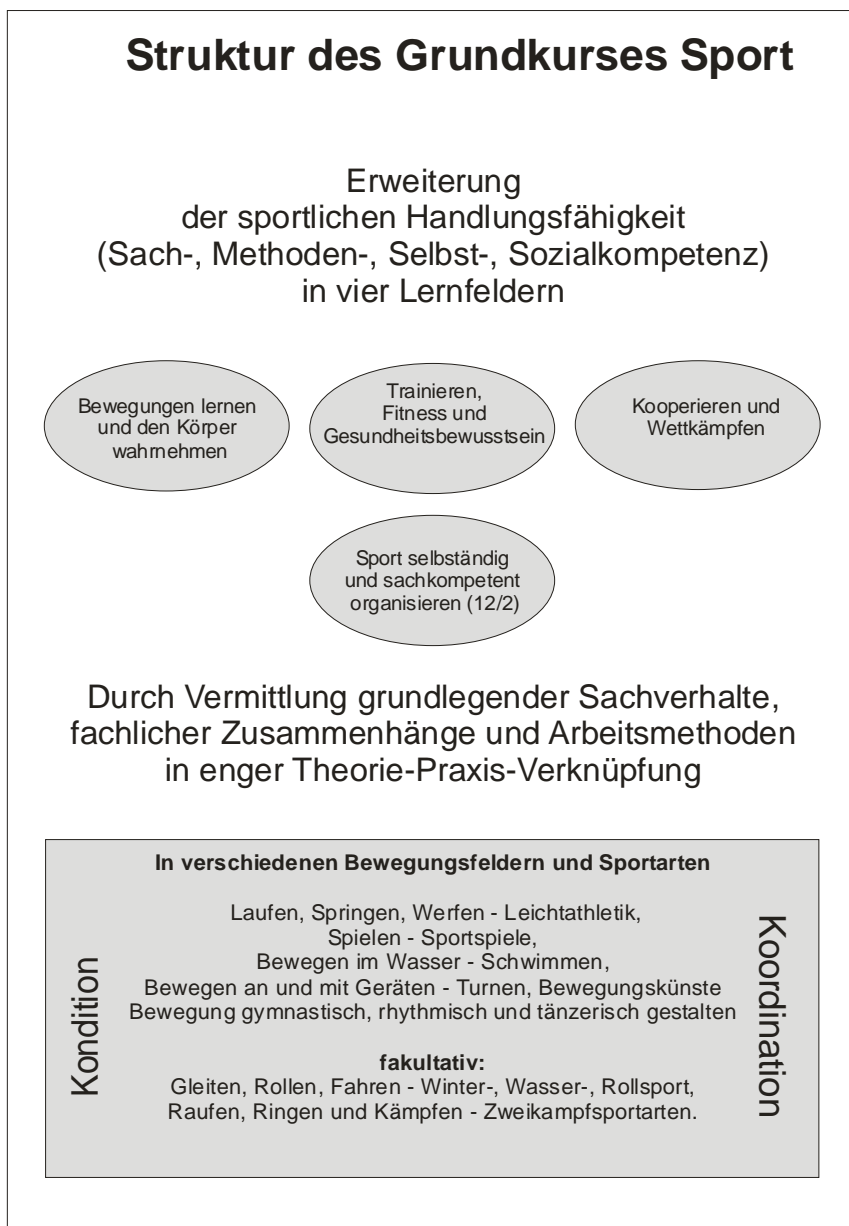 Struktur des Grundkurses Sport
Erweiterung
der sportlichen Handlungsfähigkeit
(Sach-, Methoden-, Selbst-, Sozialkompetenz)
in vier Lernfeldern
Bewegungen lernen
und den Körper
wahrnehmen
Trainieren,
Fitness und
Gesundheitsbewusstsein
Kooperieren und
Wettkämpfen
Sport selbständig
und sachkompetent
organisieren (12/2)
Durch Vermittlung grundlegender Sachverhalte,
fachlicher Zusammenhänge und Arbeitsmethoden
in enger Theorie-Praxis-Verknüpfung
Kondition
In verschiedenen Bewegungsfeldern und Sportarten
Laufen, Springen, Werfen - Leichtathletik,
Spielen - Sportspiele,
Bewegen im Wasser - Schwimmen,
Bewegen an und mit Geräten - Turnen, Bewegungskünste
Bewegung gymnastisch, rhythmisch und tänzerisch gestalten
fakultativ:
Gleiten, Rollen, Fahren - Winter-, Wasser-, Rollsport,
Raufen, Ringen und Kämpfen - Zweikampfsportarten.
Koordination